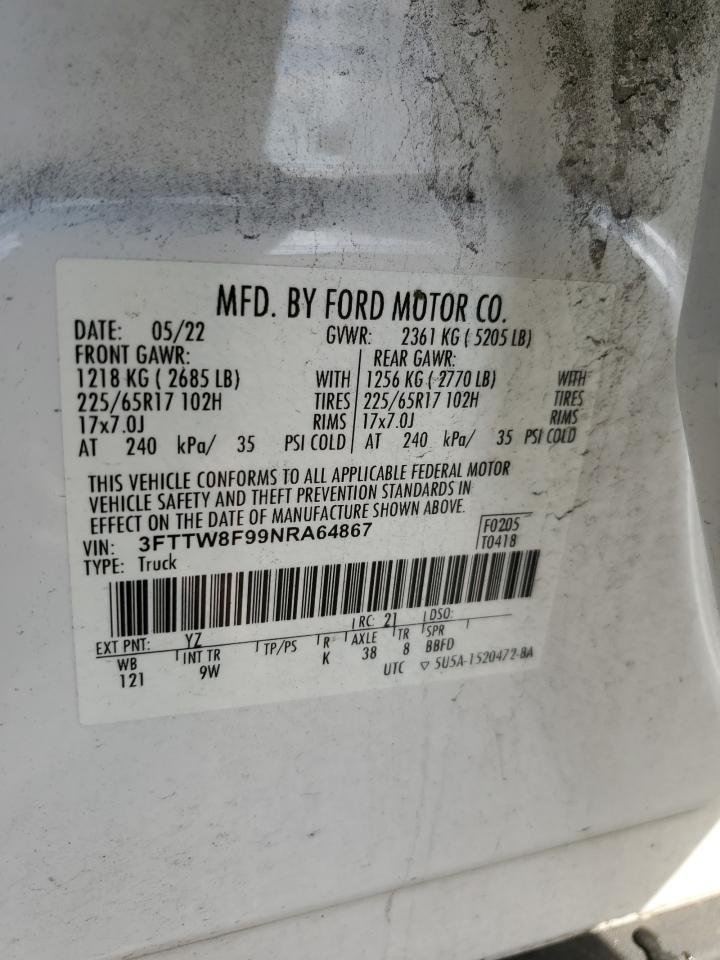 MFD. BY FORD MOTOR CO.
DATE: 05/22 GVWR: 2361 KG ( 5205 LB)
FRONT GAWR: REAR GAWR:
1218 KG ( 2685 LB) WITH 1256 KG ( 2770 LB) WITH
225/65R17 102H TIRES 225/65R17 102H TIRES
17x7.0J RIMS 17x7.0J RIMS
AT 240 kPa/ 35 PSI COLD AT 240 kPa/ 35 PSI COLD
THIS VEHICLE CONFORMS TO ALL APPLICABLE FEDERAL MOTOR
VEHICLE SAFETY AND THEFT PREVENTION STANDARDS IN
EFFECT ON THE DATE OF MANUFACTURE SHOWN ABOVE.
VIN: 3FTTW8F99NRA64867 F0205
TYPE: Truck T0418
EXT PNT: YZ RC: 21 DSO:
WB INT TR TP/PS R AXLE TR SPR
121 9W K 38 8 BBFD
UTC ▽ 5U5A-1520472-BA